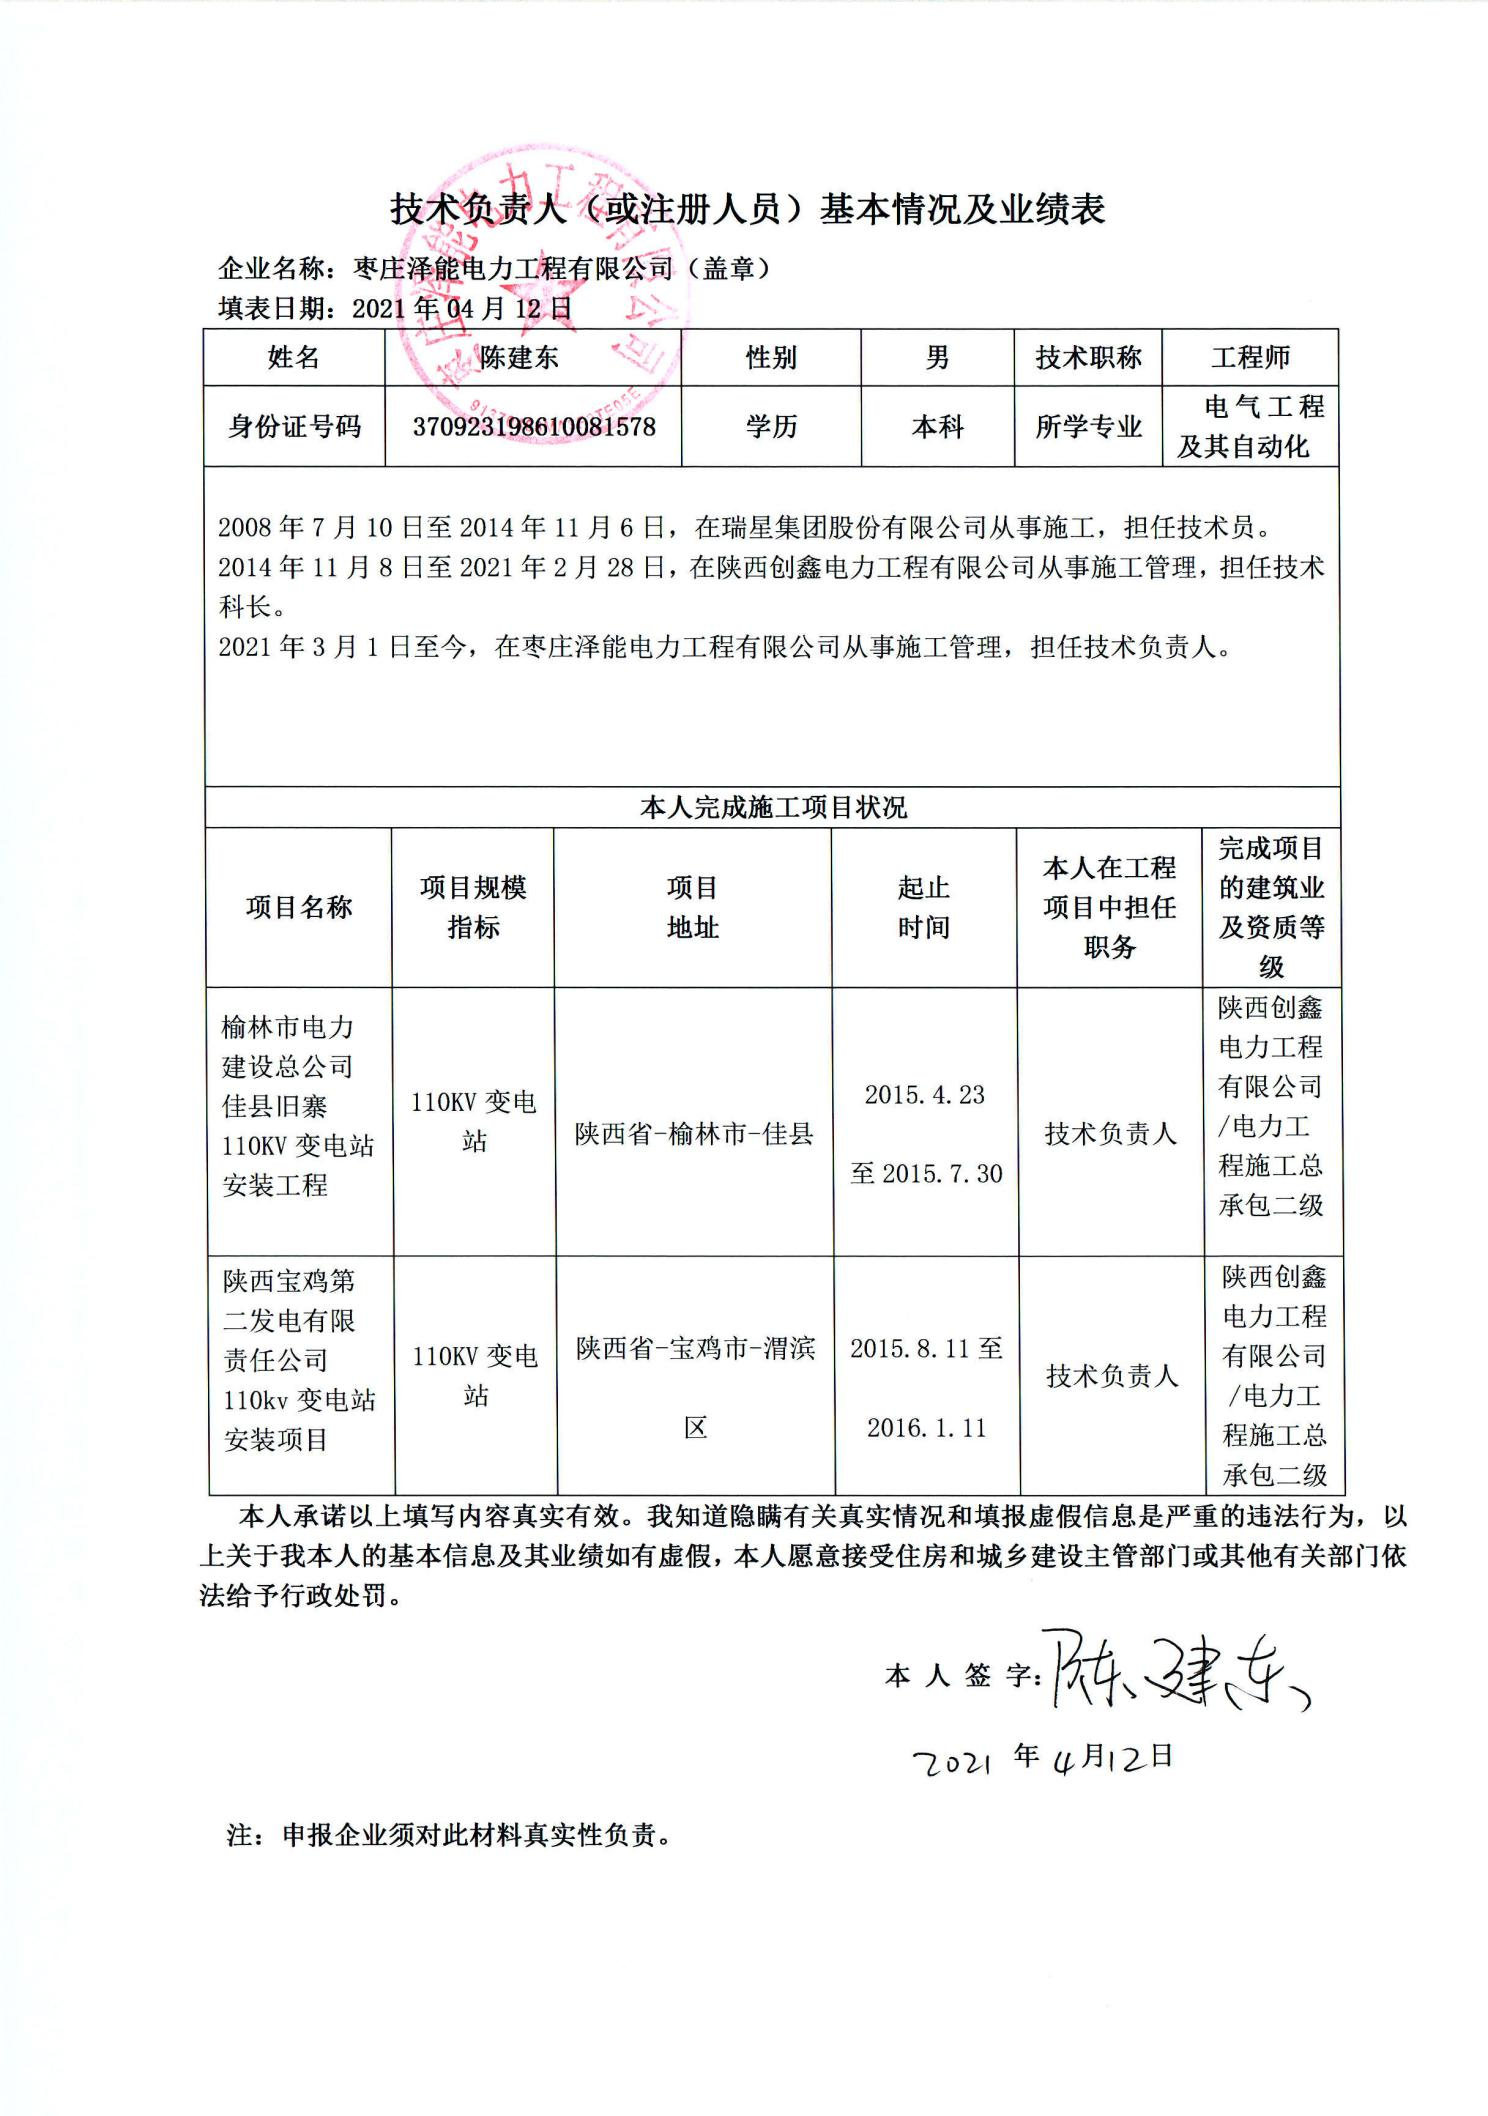 技术负责人（或注册人员）基本情况及业绩表
企业名称：枣庄泽能电力工程有限公司（盖章）
填表日期：2021年04月12日
枣庄泽能电力工程有限公司
姓名 陈建东 性别 男 技术职称 工程师
身份证号码 370923198610081578 学历 本科 所学专业 电气工程
及其自动化
2008年7月10日至2014年11月6日，在瑞星集团股份有限公司从事施工，担任技术员。
2014年11月8日至2021年2月28日，在陕西创鑫电力工程有限公司从事施工管理，担任技术
科长。
2021年3月1日至今，在枣庄泽能电力工程有限公司从事施工管理，担任技术负责人。
本人完成施工项目状况
项目名称
项目规模
指标
项目
地址
起止
时间
本人在工程
项目中担任
职务
完成项目
的建筑业
及资质等
级
榆林市电力
建设总公司
佳县旧寨
110KV变电站
安装工程
110KV变电
站
陕西省-榆林市-佳县
2015.4.23
至2015.7.30
技术负责人
陕西创鑫
电力工程
有限公司
/电力工
程施工总
承包二级
陕西宝鸡第
二发电有限
责任公司
110kv变电站
安装项目
110KV变电
站
陕西省-宝鸡市-渭滨
区
2015.8.11至
2016.1.11
技术负责人
陕西创鑫
电力工程
有限公司
/电力工
程施工总
承包二级
本人承诺以上填写内容真实有效。我知道隐瞒有关真实情况和填报虚假信息是严重的违法行为，以
上关于我本人的基本信息及其业绩如有虚假，本人愿意接受住房和城乡建设主管部门或其他有关部门依
法给予行政处罚。
本人签字：陈建东
2021年4月12日
注：申报企业须对此材料真实性负责。